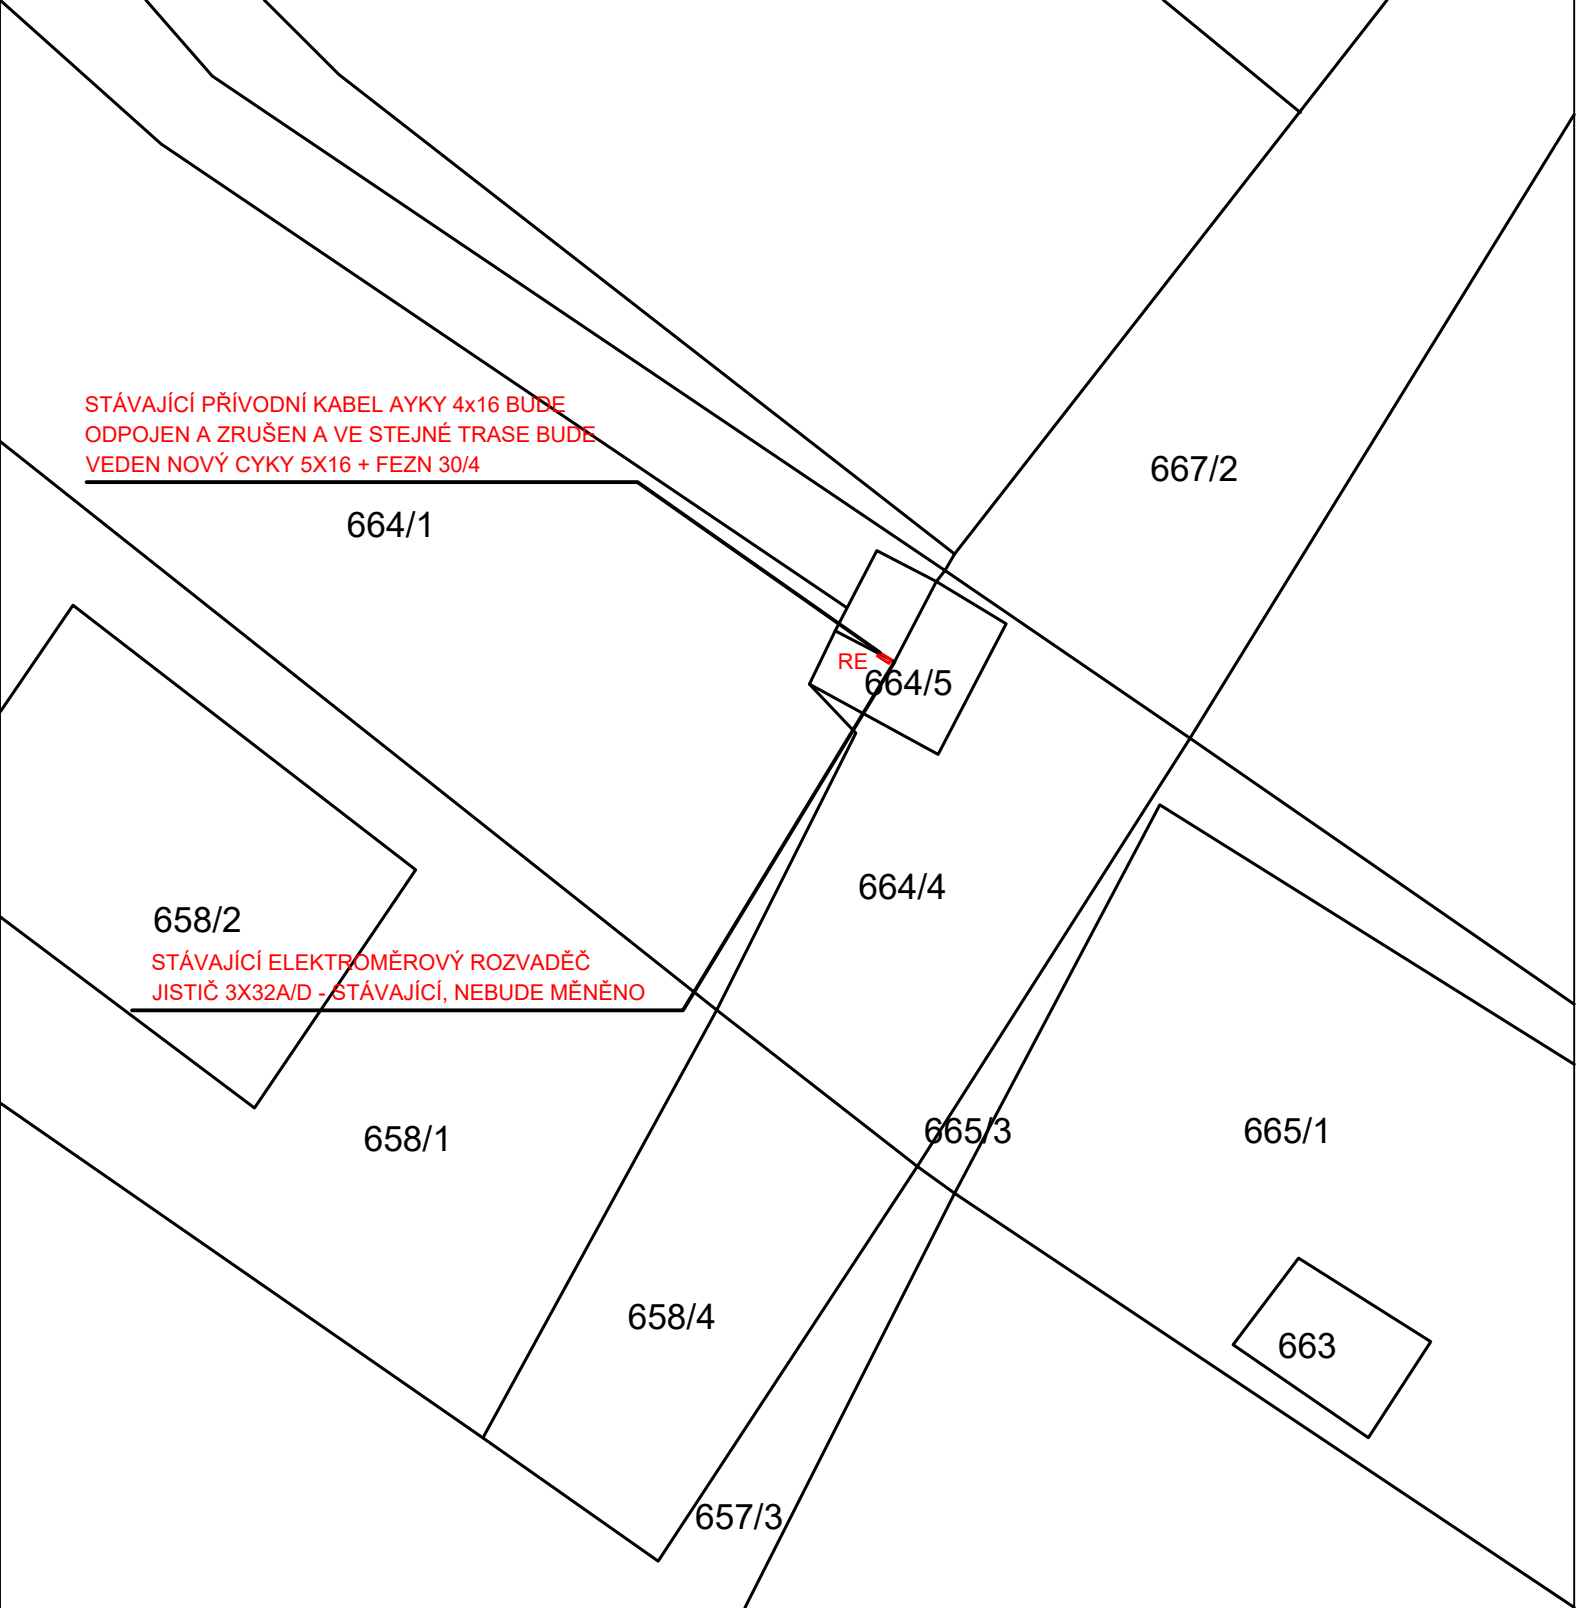 STÁVAJÍCÍ PŘÍVODNÍ KABEL AYKY 4x16 BUDE
ODPOJEN A ZRUŠEN A VE STEJNÉ TRASE BUDE
VEDEN NOVÝ CYKY 5X16 + FEZN 30/4
667/2
664/1
RE
664/5
664/4
658/2
STÁVAJÍCÍ ELEKTROMĚROVÝ ROZVADĚČ
JISTIČ 3X32A/D - STÁVAJÍCÍ, NEBUDE MĚNĚNO
658/1
665/3
665/1
658/4
663
657/3